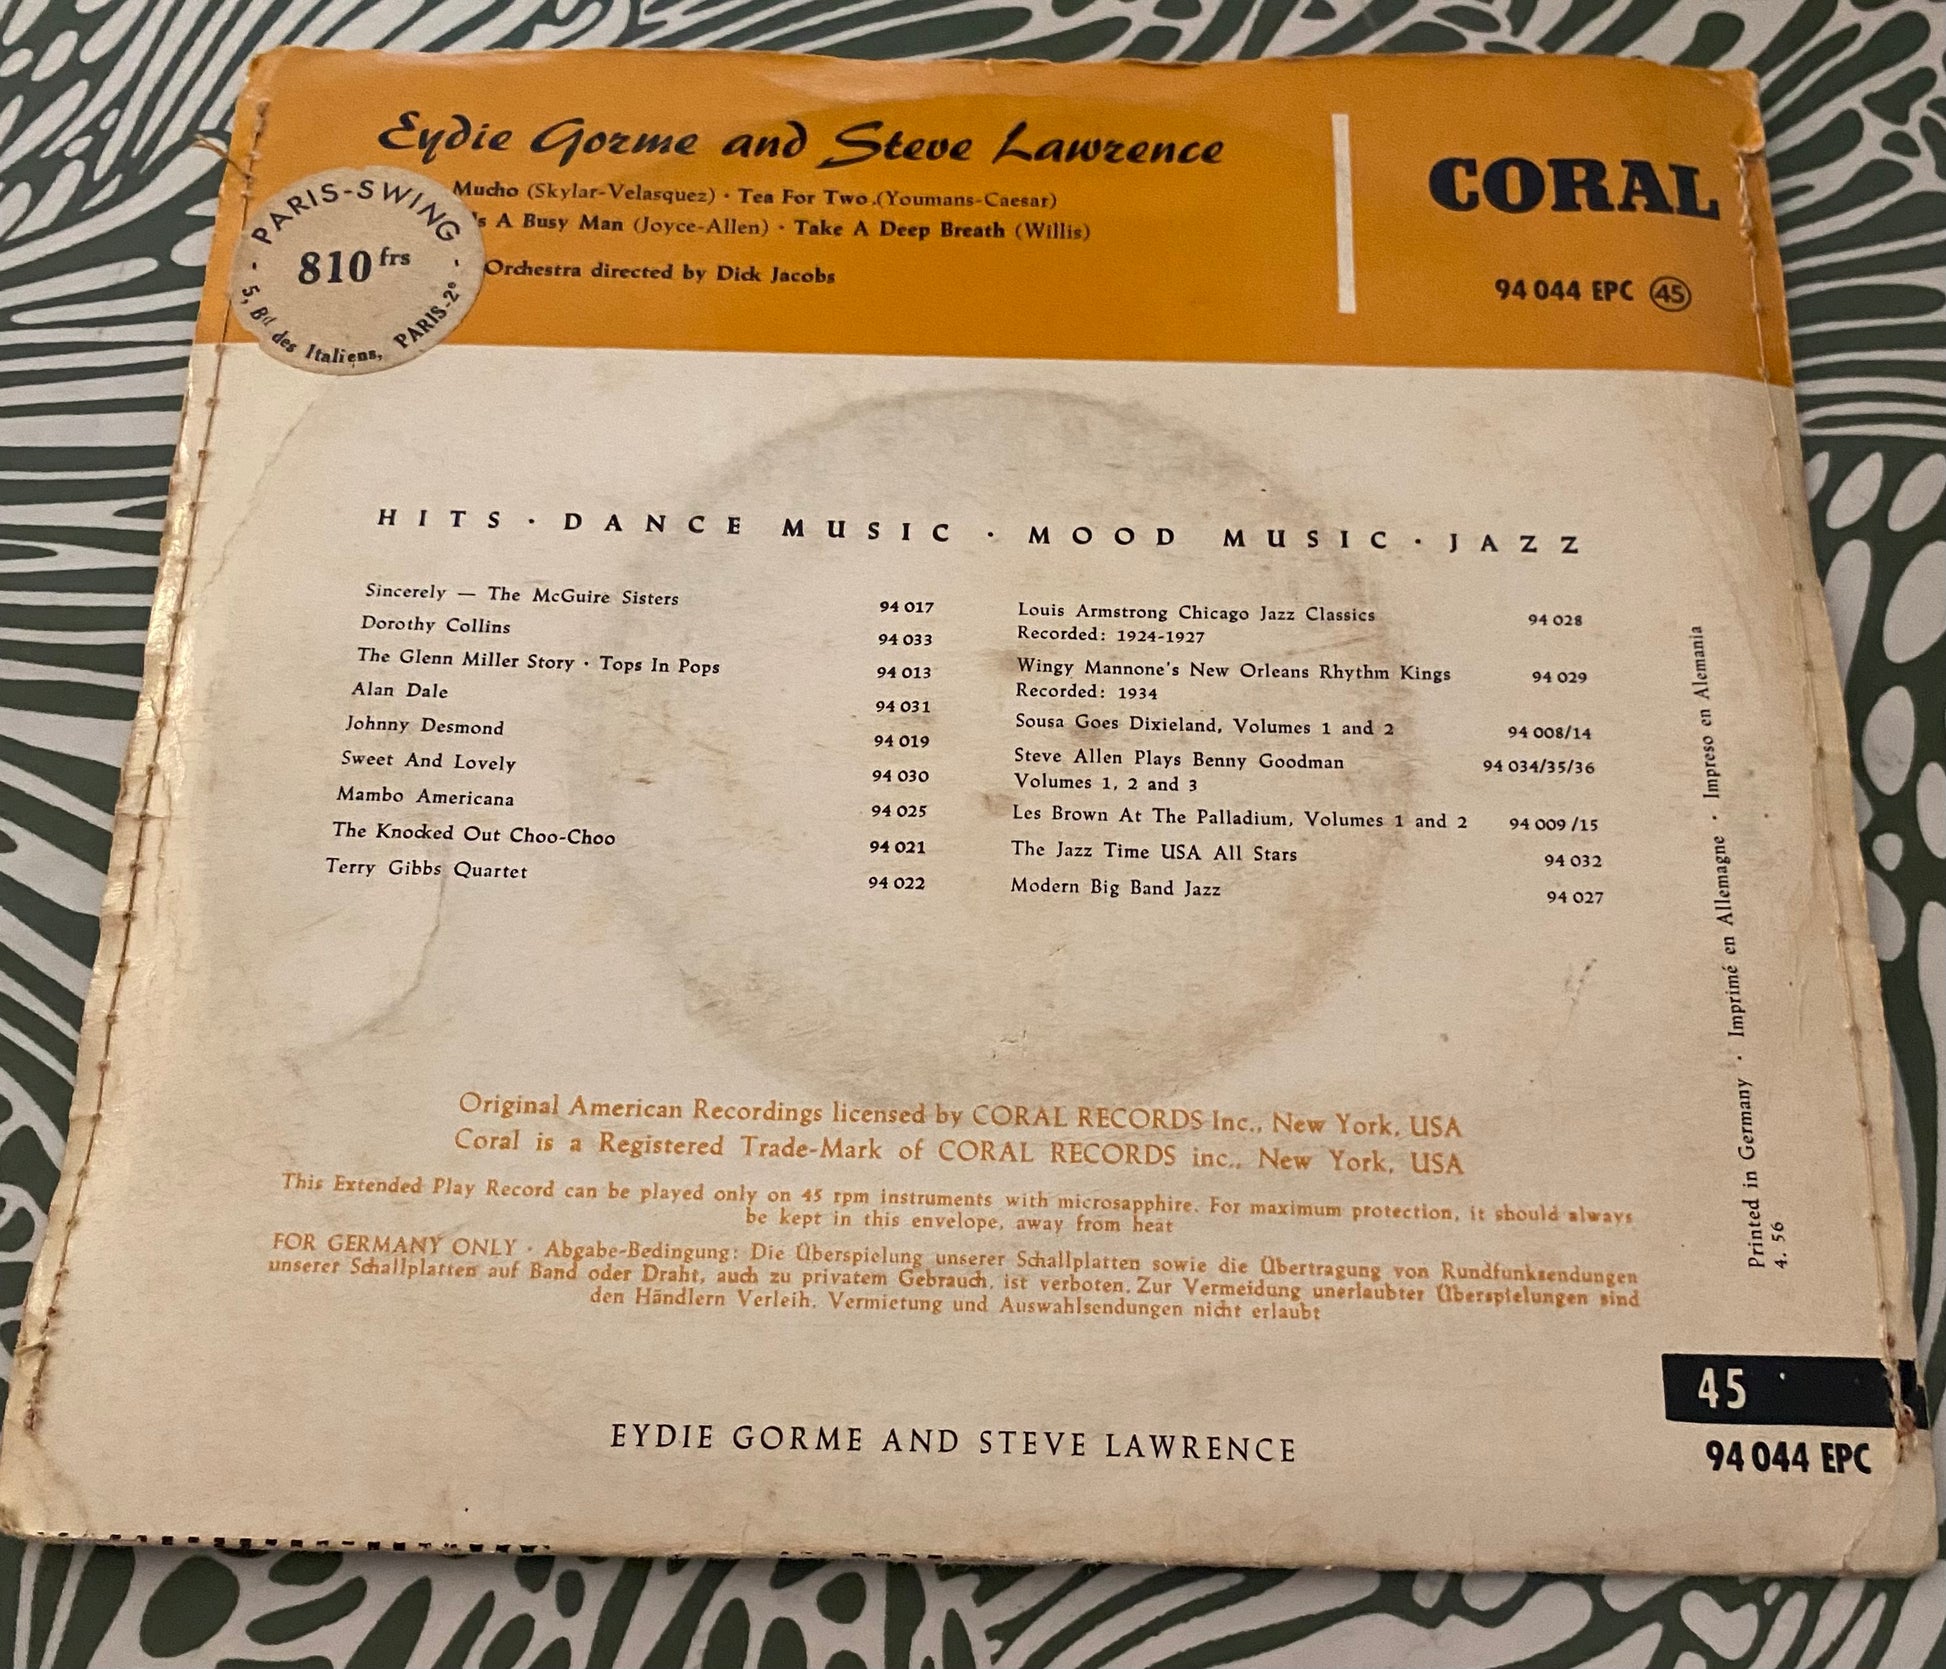 Eydie Gorme and Steve Lawrence
Mucho (Skylar-Velasquez) · Tea For Two (Youmans-Caesar)
A Busy Man (Joyce-Allen) · Take A Deep Breath (Willis)
Orchestra directed by Dick Jacobs
CORAL
94 044 EPC 45
- PARIS-SWING -
810 frs
5, Bd des Italiens, PARIS-2e
HITS · DANCE MUSIC · MOOD MUSIC · JAZZ
Sincerely — The McGuire Sisters 94 017
Dorothy Collins 94 033
The Glenn Miller Story · Tops In Pops 94 013
Alan Dale 94 031
Johnny Desmond 94 019
Sweet And Lovely 94 030
Mambo Americana 94 025
The Knocked Out Choo-Choo 94 021
Terry Gibbs Quartet 94 022
Louis Armstrong Chicago Jazz Classics 94 028
Recorded: 1924-1927
Wingy Mannone's New Orleans Rhythm Kings 94 029
Recorded: 1934
Sousa Goes Dixieland, Volumes 1 and 2 94 008/14
Steve Allen Plays Benny Goodman 94 034/35/36
Volumes 1, 2 and 3
Les Brown At The Palladium, Volumes 1 and 2 94 009/15
The Jazz Time USA All Stars 94 032
Modern Big Band Jazz 94 027
Printed in Germany · Imprimé en Allemagne · Impreso en Alemania
4. 56
Original American Recordings licensed by CORAL RECORDS Inc., New York, USA
Coral is a Registered Trade-Mark of CORAL RECORDS inc., New York, USA
This Extended Play Record can be played only on 45 rpm instruments with microsapphire. For maximum protection, it should always
be kept in this envelope, away from heat
FOR GERMANY ONLY · Abgabe-Bedingung: Die Überspielung unserer Schallplatten sowie die Übertragung von Rundfunksendungen
unserer Schallplatten auf Band oder Draht, auch zu privatem Gebrauch, ist verboten. Zur Vermeidung unerlaubter Überspielungen sind
den Händlern Verleih, Vermietung und Auswahlsendungen nicht erlaubt
45
94 044 EPC
EYDIE GORME AND STEVE LAWRENCE